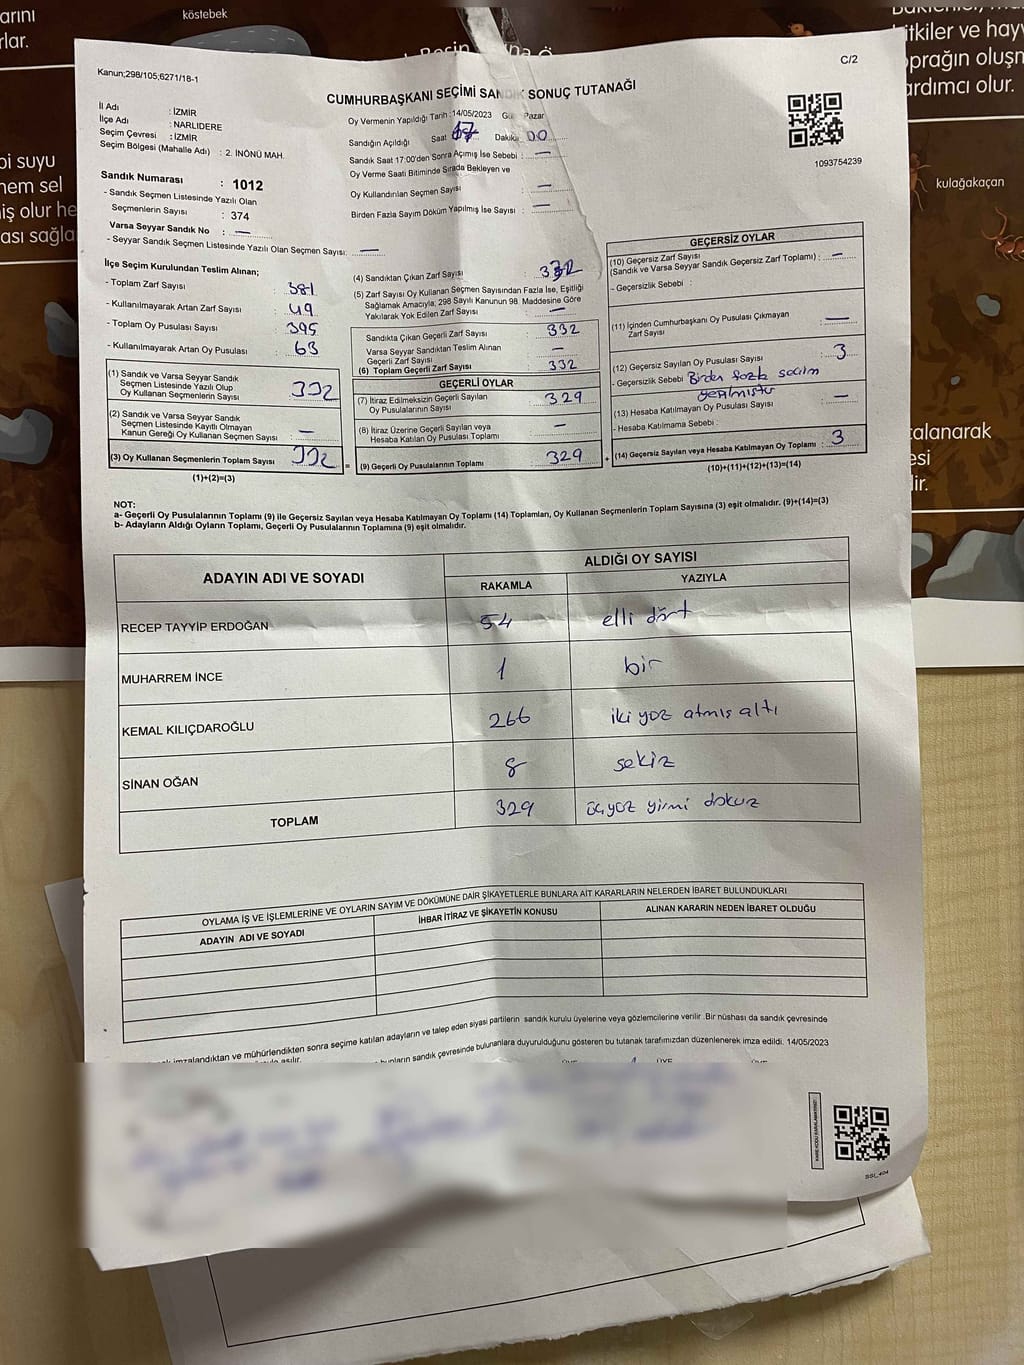 arını
rlar.
köstebek
itkiler ve hayv
oprağın oluşn
ardımcı olur.
pi suyu
nem sel
niş olur he
ası sağla
kulağakaçan
talanarak
esi
dir.
Kanun;298/105;6271/18-1
C/2
CUMHURBAŞKANI SEÇİMİ SANDIK SONUÇ TUTANAĞI
İl Adı : İZMİR
İlçe Adı : NARLIDERE
Seçim Çevresi : İZMİR
Seçim Bölgesi (Mahalle Adı) : 2. İNÖNÜ MAH.
Sandık Numarası : 1012
- Sandık Seçmen Listesinde Yazılı Olan
Seçmenlerin Sayısı : 374
Varsa Seyyar Sandık No : —
- Seyyar Sandık Seçmen Listesinde Yazılı Olan Seçmen Sayısı: —
Oy Vermenin Yapıldığı Tarih : 14/05/2023 Gü Pazar
Sandığın Açıldığı Saat 17 Dakika 00
Sandık Saat 17:00'den Sonra Açımış İse Sebebi : —
Oy Verme Saati Bitiminde Sırada Bekleyen ve
Oy Kullandırılan Seçmen Sayısı : —
Birden Fazla Sayım Döküm Yapılmış İse Sayısı : —
1093754239
İlçe Seçim Kurulundan Teslim Alınan;
- Toplam Zarf Sayısı : 381
- Kullanılmayarak Artan Zarf Sayısı : 49
- Toplam Oy Pusulası Sayısı : 395
- Kullanılmayarak Artan Oy Pusulası : 63
(1) Sandık ve Varsa Seyyar Sandık
Seçmen Listesinde Yazılı Olup
Oy Kullanan Seçmenlerin Sayısı : 332
(2) Sandık ve Varsa Seyyar Sandık
Seçmen Listesinde Kayıtlı Olmayan
Kanun Gereği Oy Kullanan Seçmen Sayısı : —
(3) Oy Kullanan Seçmenlerin Toplam Sayısı : 332
(1)+(2)=(3)
(4) Sandıktan Çıkan Zarf Sayısı : 332
(5) Zarf Sayısı Oy Kullanan Seçmen Sayısından Fazla İse, Eşitliği
Sağlamak Amacıyla, 298 Sayılı Kanunun 98. Maddesine Göre
Yakılarak Yok Edilen Zarf Sayısı : —
Sandıkta Çıkan Geçerli Zarf Sayısı : 332
Varsa Seyyar Sandıktan Teslim Alınan
Geçerli Zarf Sayısı : —
(6) Toplam Geçerli Zarf Sayısı : 332
GEÇERLİ OYLAR
(7) İtiraz Edilmeksizin Geçerli Sayılan
Oy Pusulalarının Sayısı : 329
(8) İtiraz Üzerine Geçerli Sayılan veya
Hesaba Katılan Oy Pusulası Toplamı : —
= (9) Geçerli Oy Pusulalarının Toplamı : 329
GEÇERSİZ OYLAR
(10) Geçersiz Zarf Sayısı
(Sandık ve Varsa Seyyar Sandık Geçersiz Zarf Toplamı) : —
- Geçersizlik Sebebi :
(11) İçinden Cumhurbaşkanı Oy Pusulası Çıkmayan
Zarf Sayısı : —
(12) Geçersiz Sayılan Oy Pusulası Sayısı : 3
- Geçersizlik Sebebi Birden fazla seçim
yapılmıştır
(13) Hesaba Katılmayan Oy Pusulası Sayısı : —
- Hesaba Katılmama Sebebi :
+ (14) Geçersiz Sayılan veya Hesaba Katılmayan Oy Toplamı : 3
(10)+(11)+(12)+(13)=(14)
NOT:
a- Geçerli Oy Pusulalarının Toplamı (9) ile Geçersiz Sayılan veya Hesaba Katılmayan Oy Toplamı (14) Toplamları, Oy Kullanan Seçmenlerin Toplam Sayısına (3) eşit olmalıdır. (9)+(14)=(3)
b- Adayların Aldığı Oyların Toplamı, Geçerli Oy Pusulalarının Toplamına (9) eşit olmalıdır.
ADAYIN ADI VE SOYADI ALDIĞI OY SAYISI
RAKAMLA YAZIYLA
RECEP TAYYİP ERDOĞAN 54 elli dört
MUHARREM İNCE 1 bir
KEMAL KILIÇDAROĞLU 266 iki yüz atmış altı
SİNAN OĞAN 8 sekiz
TOPLAM 329 üçyüz yirmi dokuz
OYLAMA İŞ VE İŞLEMLERİNE VE OYLARIN SAYIM VE DÖKÜMÜNE DAİR ŞİKAYETLERLE BUNLARA AİT KARARLARIN NELERDEN İBARET BULUNDUKLARI
ADAYIN ADI VE SOYADI İHBAR İTİRAZ VE ŞİKAYETİN KONUSU ALINAN KARARIN NEDEN İBARET OLDUĞU
imzalandıktan ve mühürlendikten sonra seçime katılan adayların ve talep eden siyasi partilerin sandık kurulu üyelerine veya gözlemcilerine verilir .Bir nüshası da sandık çevresinde
asılır. bunların sandık çevresinde bulunanlara duyurulduğunu gösteren bu tutanak tarafımızdan düzenlenerek imza edildi. 14/05/2023
ÜYE
SSL_404